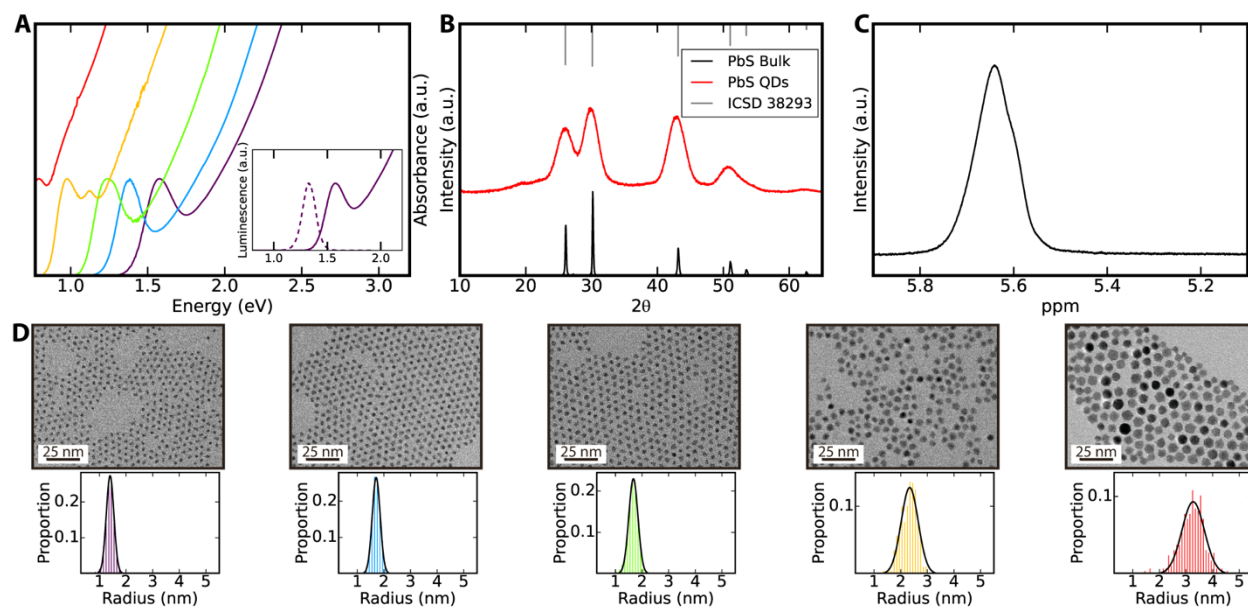 A
1.0 1.5 2.0 2.5 3.0
Energy (eV)
Absorbance (a.u.)
Luminescence (a.u.)
1.0 1.5 2.0
B
Intensity (a.u.)
PbS Bulk
PbS QDs
ICSD 38293
10 20 30 40 50 60
2θ
C
Intensity (a.u.)
5.8 5.6 5.4 5.2
ppm
D
25 nm
25 nm
25 nm
25 nm
25 nm
Proportion
0.2
0.1
1 2 3 4 5
Radius (nm)
Proportion
0.2
0.1
1 2 3 4 5
Radius (nm)
Proportion
0.2
0.1
1 2 3 4 5
Radius (nm)
Proportion
0.1
1 2 3 4 5
Radius (nm)
Proportion
0.1
1 2 3 4 5
Radius (nm)